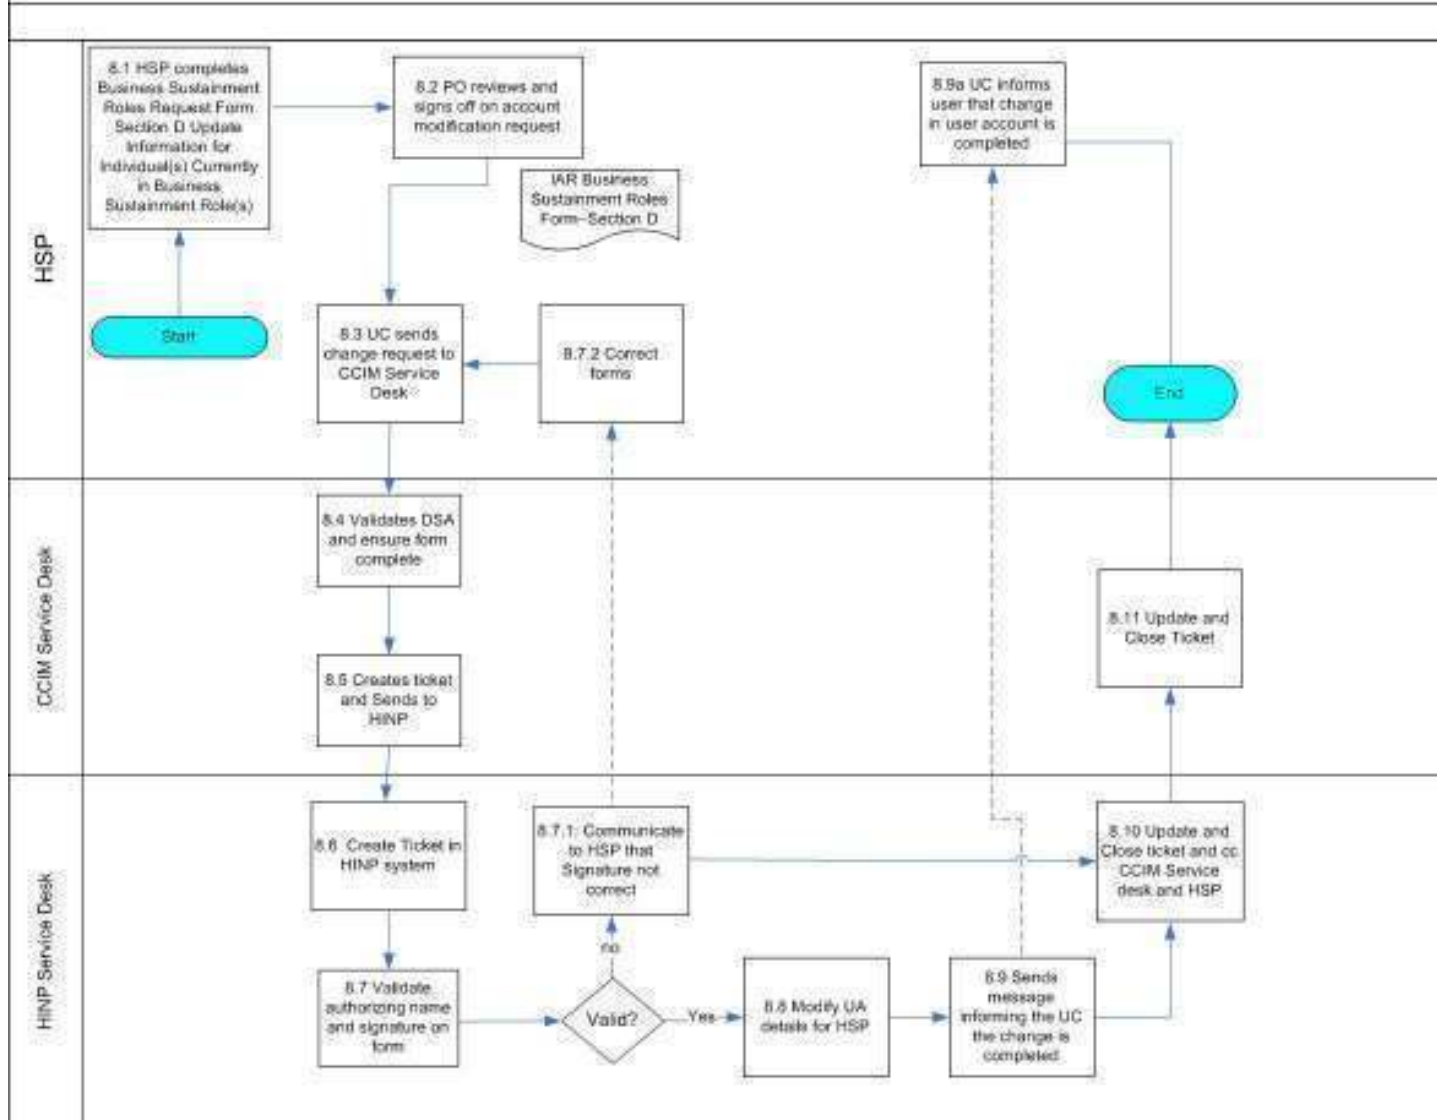 HSP
8.1 HSP completes
Business Sustainment
Roles Request Form
Section D Update
Information for
Individual(s) Currently
in Business
Sustainment Role(s)
8.2 PO reviews and
signs off on account
modification request
8.9a UC informs
user that change
in user account is
completed
IAR Business
Sustainment Roles
Form–Section D
Start
8.3 UC sends
change request to
CCIM Service
Desk
8.7.2 Correct
forms
End
CCIM Service Desk
8.4 Validates DSA
and ensure form
complete
8.5 Creates ticket
and Sends to
HINP
8.11 Update and
Close Ticket
HINP Service Desk
8.6 Create Ticket in
HINP system
8.7.1: Communicate
to HSP that
Signature not
correct
8.10 Update and
Close ticket and cc
CCIM Service
desk and HSP
no
8.7 Validate
authorizing name
and signature on
form
Valid?
Yes
8.8 Modify UA
details for HSP
8.9 Sends
message
informing the UC
the change is
completed